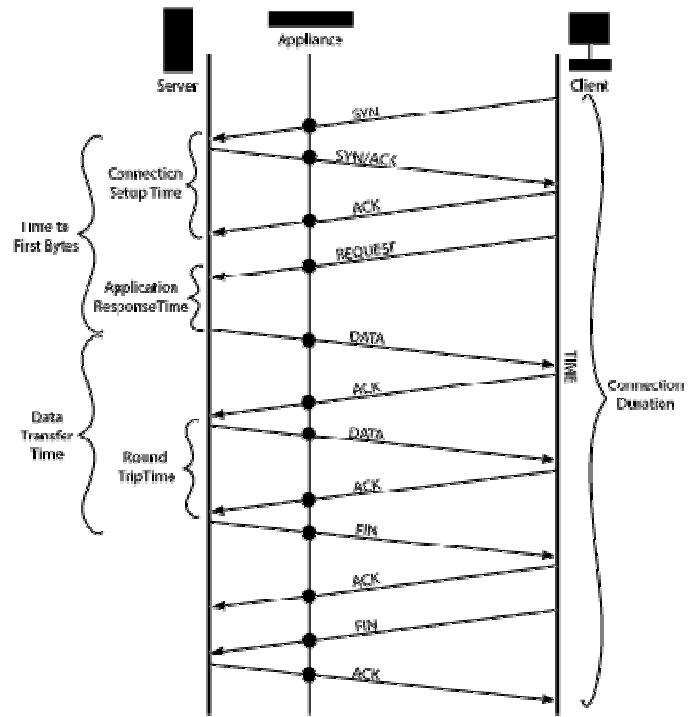 Appliance
Server
Client
SYN
SYN/ACK
Connection
Setup Time
ACK
Time to
First Bytes
REQUEST
Application
ResponseTime
DATA
TIME
ACK
Connection
Duration
Data
Transfer
Time
DATA
Round
TripTime
ACK
FIN
ACK
FIN
ACK